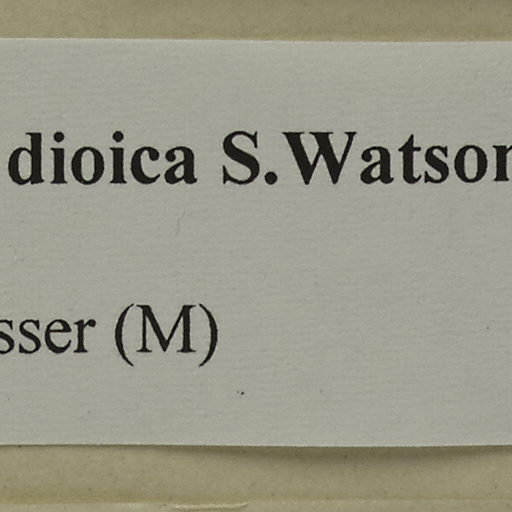 dioica S.Watson
sser (M)